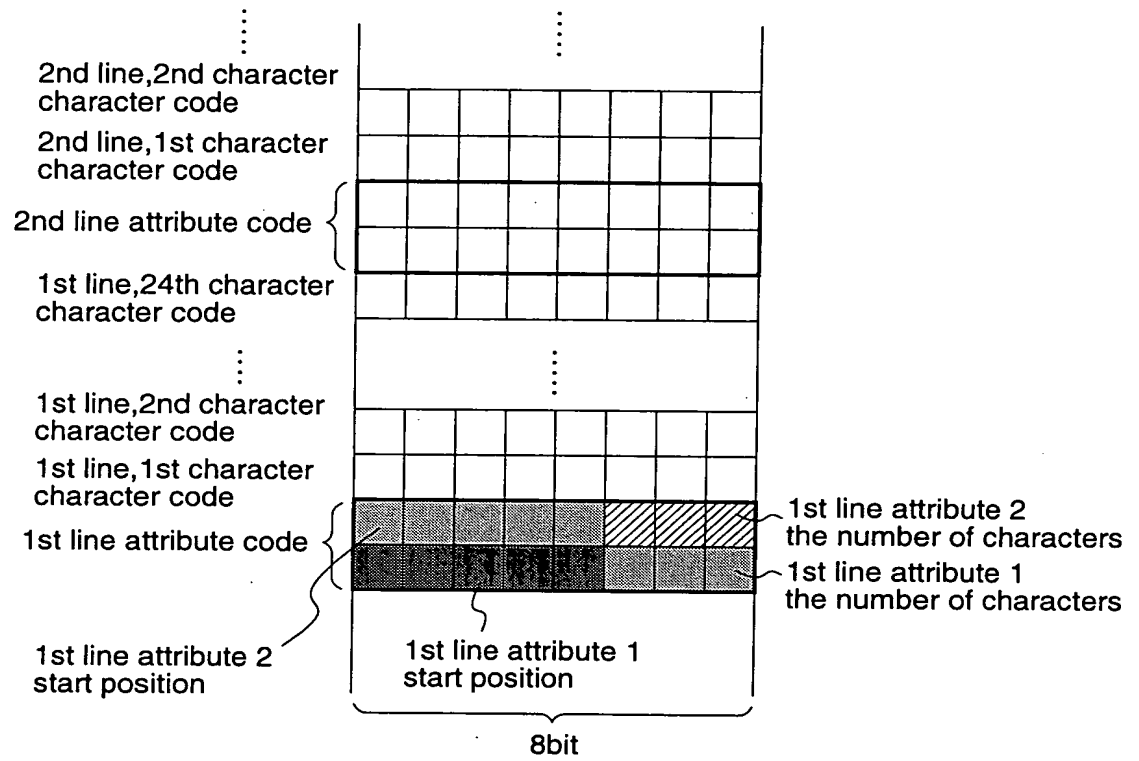 2nd line,2nd character
character code
2nd line,1st character
character code
2nd line attribute code
1st line,24th character
character code
1st line,2nd character
character code
1st line,1st character
character code
1st line attribute code
1st line attribute 2
the number of characters
1st line attribute 1
the number of characters
1st line attribute 2
start position
1st line attribute 1
start position
8bit